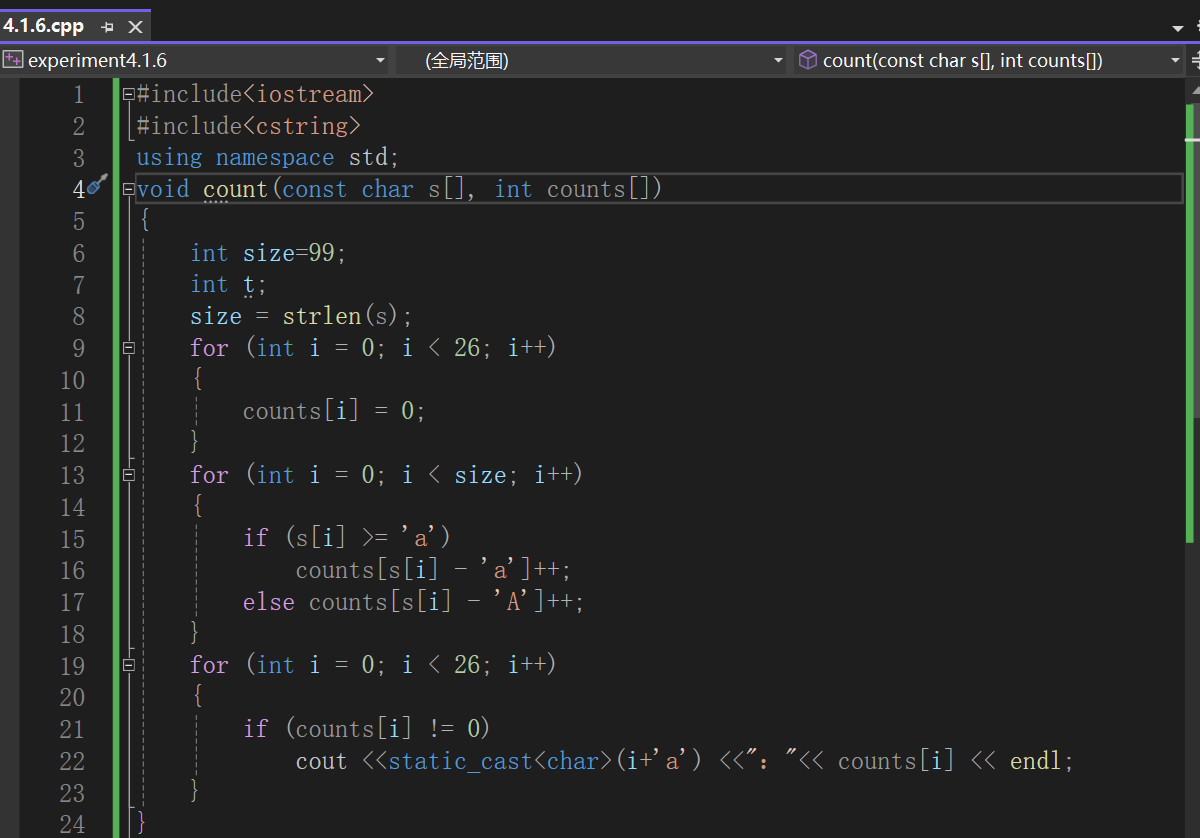 4.1.6.cpp
experiment4.1.6 (全局范围) count(const char s[], int counts[])
1 #include<iostream>
2 #include<cstring>
3 using namespace std;
4 void count(const char s[], int counts[])
5 {
6 int size=99;
7 int t;
8 size = strlen(s);
9 for (int i = 0; i < 26; i++)
10 {
11 counts[i] = 0;
12 }
13 for (int i = 0; i < size; i++)
14 {
15 if (s[i] >= 'a')
16 counts[s[i] - 'a']++;
17 else counts[s[i] - 'A']++;
18 }
19 for (int i = 0; i < 26; i++)
20 {
21 if (counts[i] != 0)
22 cout <<static_cast<char>(i+'a') <<": "<< counts[i] << endl;
23 }
24 }